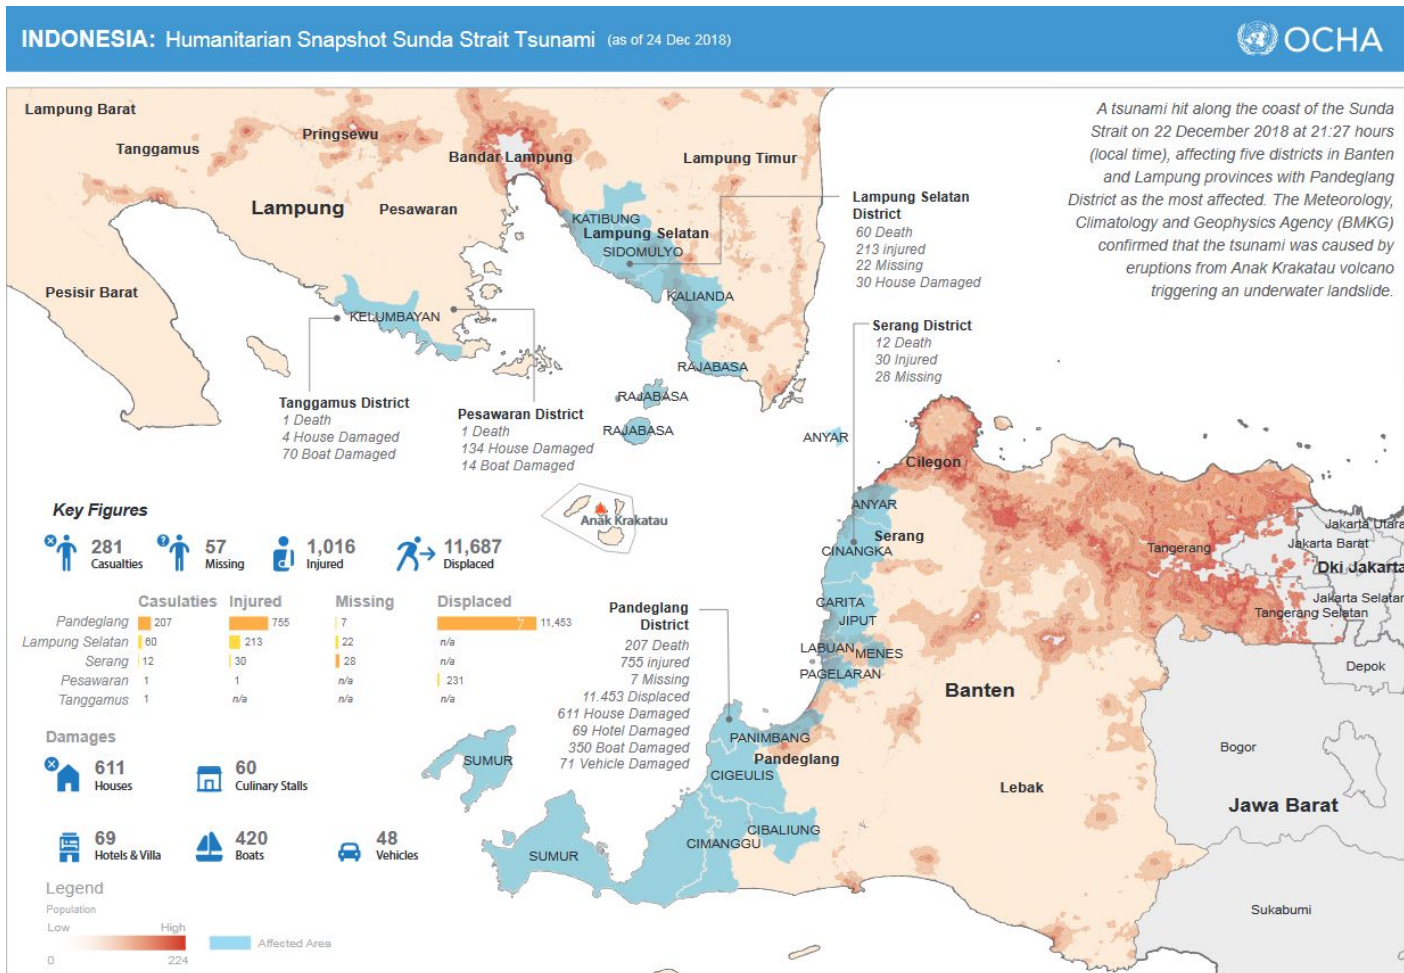 INDONESIA: Humanitarian Snapshot Sunda Strait Tsunami (as of 24 Dec 2018)
OCHA
A tsunami hit along the coast of the Sunda
Strait on 22 December 2018 at 21:27 hours
(local time), affecting five districts in Banten
and Lampung provinces with Pandeglang
District as the most affected. The Meteorology,
Climatology and Geophysics Agency (BMKG)
confirmed that the tsunami was caused by
eruptions from Anak Krakatau volcano
triggering an underwater landslide.
Lampung Barat
Tanggamus
Pringsewu
Bandar Lampung
Lampung Timur
Lampung
Pesawaran
Pesisir Barat
KATIBUNG
Lampung Selatan
SIDOMULYO
KALIANDA
KELUMBAYAN
RAJABASA
RAJABASA
RAJABASA
ANYAR
Lampung Selatan
District
60 Death
213 injured
22 Missing
30 House Damaged
Serang District
12 Death
30 Injured
28 Missing
Tanggamus District
1 Death
4 House Damaged
70 Boat Damaged
Pesawaran District
1 Death
134 House Damaged
14 Boat Damaged
Anak Krakatau
Cilegon
ANYAR
Serang
CINANGKA
CARITA
JIPUT
LABUAN
MENES
PAGELARAN
Tangerang
Jakarta Utara
Jakarta Barat
Dki Jakarta
Jakarta Selatan
Tangerang Selatan
Depok
Banten
Bogor
Jawa Barat
Lebak
Sukabumi
Pandeglang
District
207 Death
755 injured
7 Missing
11.453 Displaced
611 House Damaged
69 Hotel Damaged
350 Boat Damaged
71 Vehicle Damaged
PANIMBANG
Pandeglang
CIGEULIS
CIBALIUNG
CIMANGGU
SUMUR
SUMUR
Key Figures
281
Casualties
57
Missing
1,016
Injured
11,687
Displaced
Casulaties Injured Missing Displaced
Pandeglang 207 755 7 7 11,453
Lampung Selatan 60 213 22 n/a
Serang 12 30 28 n/a
Pesawaran 1 1 n/a 231
Tanggamus 1 n/a n/a n/a
Damages
611
Houses
60
Culinary Stalls
69
Hotels & Villa
420
Boats
48
Vehicles
Legend
Population
Low High
0 224
Affected Area